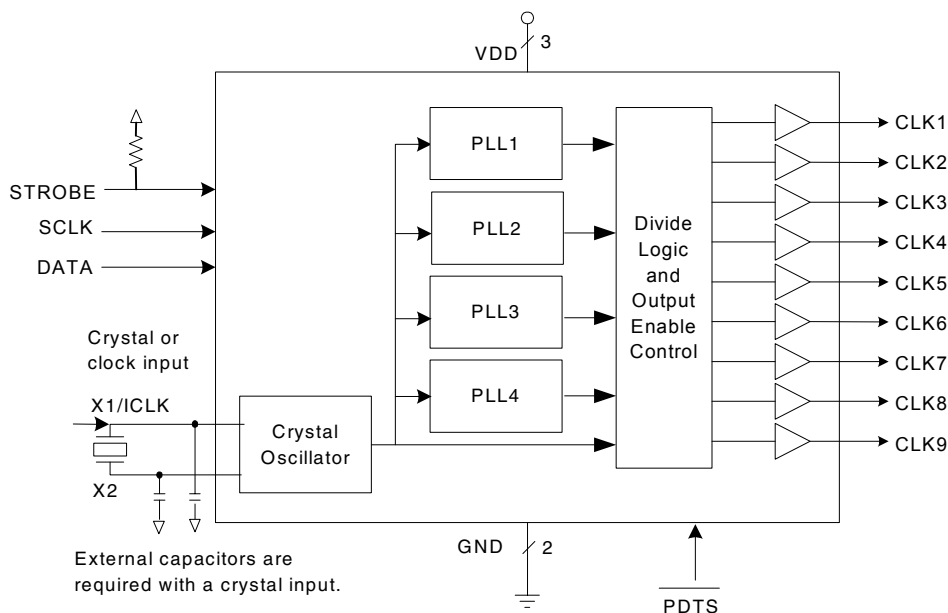 VDD
3
STROBE
SCLK
DATA
Crystal or
clock input
X1/ICLK
X2
External capacitors are
required with a crystal input.
Crystal
Oscillator
PLL1
PLL2
PLL3
PLL4
Divide
Logic
and
Output
Enable
Control
CLK1
CLK2
CLK3
CLK4
CLK5
CLK6
CLK7
CLK8
CLK9
GND
2
PDTS